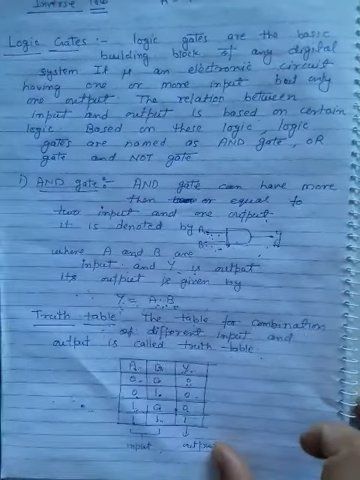 Inverse law
Logic Gates :- logic gates are the basic
building block of any digital
system It is an electronic circuit
having one or more input but only
one output The relation between
input and output is based on certain
logic. Based on these logic, logic
gates are named as AND gate, OR
gate and NOT gate
i) AND gate :- AND gate can have more
then or equal to
two input and one output
it is denoted by A B Y
where A and B are
input and Y is output
Its output is given by
Y = A.B
Truth table The table for combination
of different input and
output is called truth table
A B Y
0 0 0
0 1 0
1 0 0
1 1 1
input output